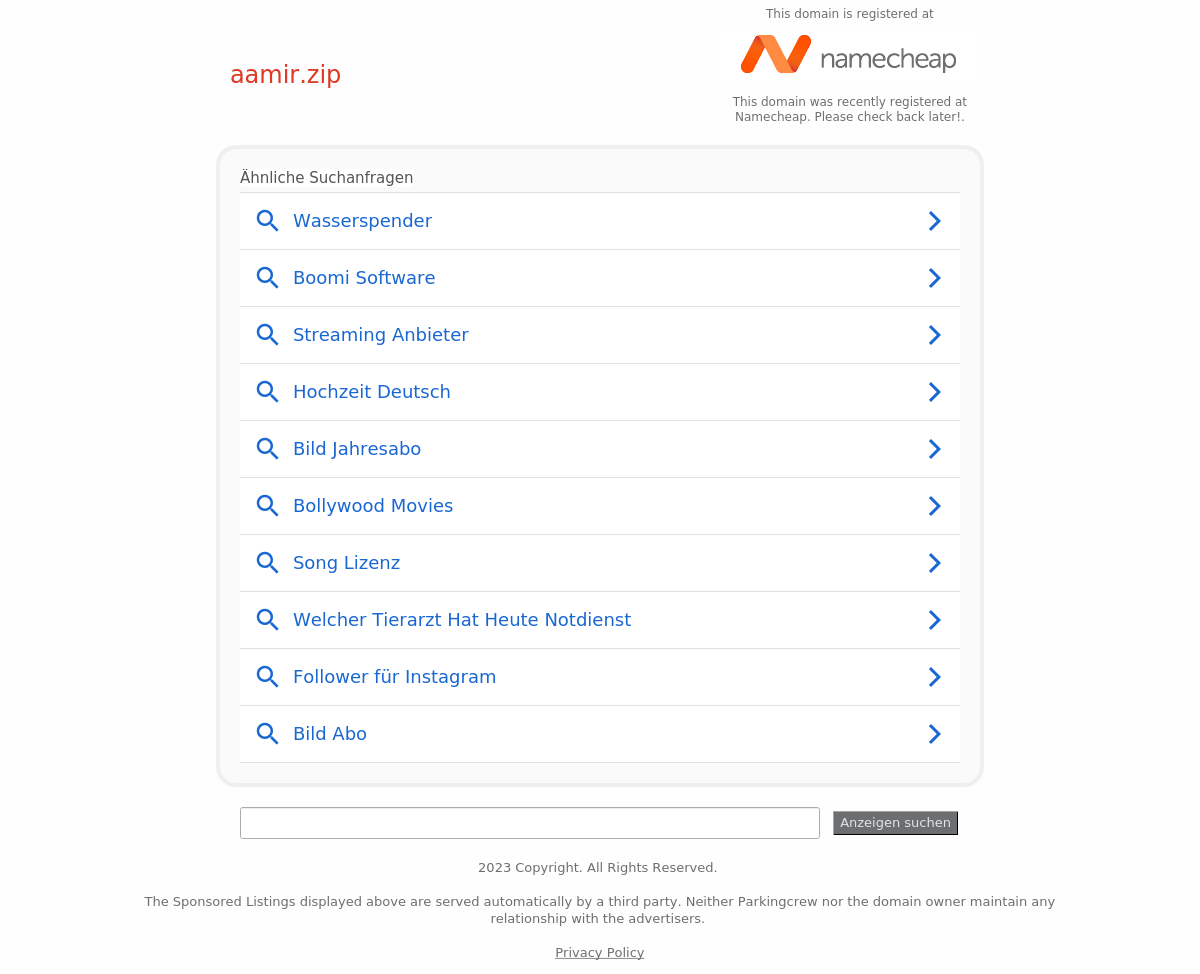 This domain is registered at
namecheap
aamir.zip
This domain was recently registered at
Namecheap. Please check back later!.
Ähnliche Suchanfragen
Wasserspender
Boomi Software
Streaming Anbieter
Hochzeit Deutsch
Bild Jahresabo
Bollywood Movies
Song Lizenz
Welcher Tierarzt Hat Heute Notdienst
Follower für Instagram
Bild Abo
Anzeigen suchen
2023 Copyright. All Rights Reserved.
The Sponsored Listings displayed above are served automatically by a third party. Neither Parkingcrew nor the domain owner maintain any
relationship with the advertisers.
Privacy Policy